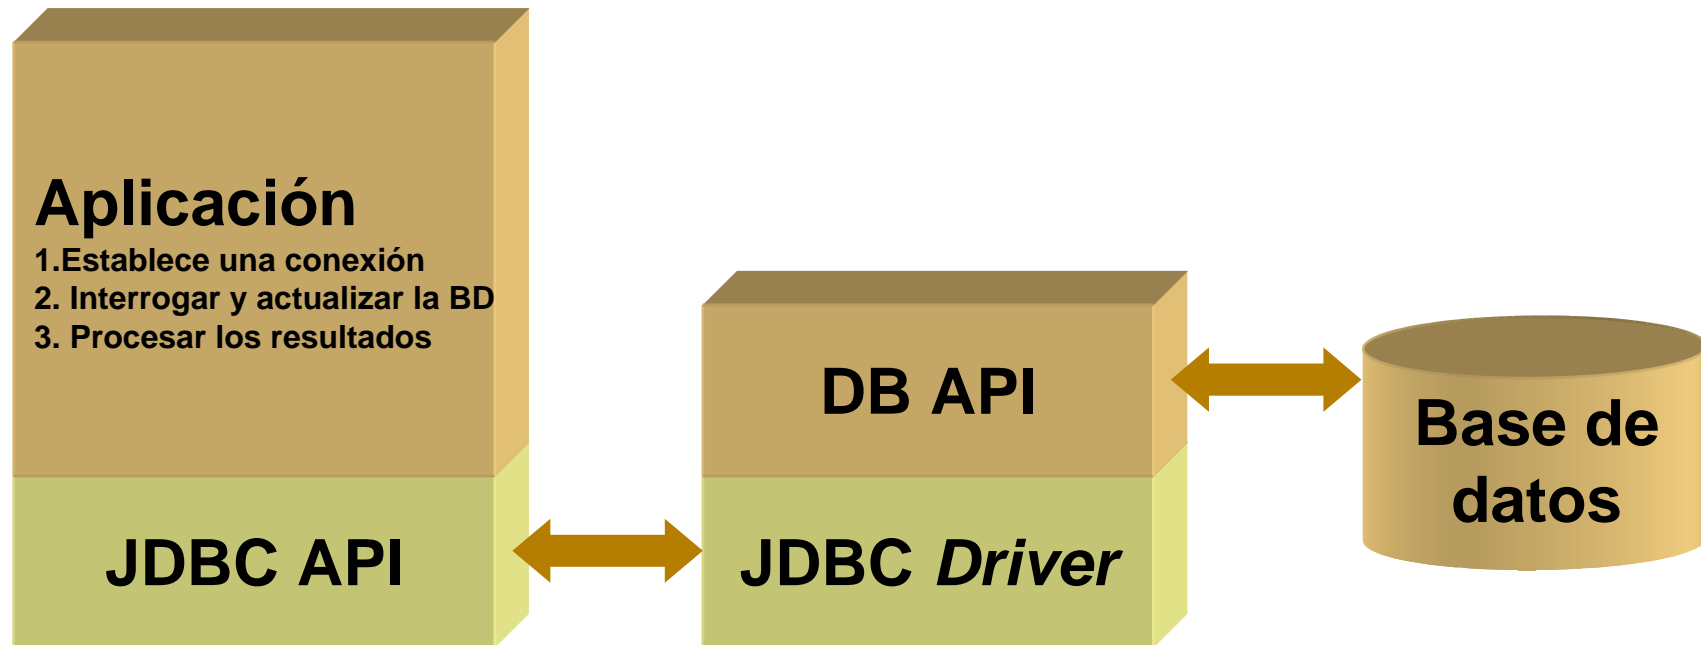 Aplicación
1.Establece una conexión
2. Interrogar y actualizar la BD
3. Procesar los resultados
JDBC API
DB API
JDBC Driver
Base de
datos